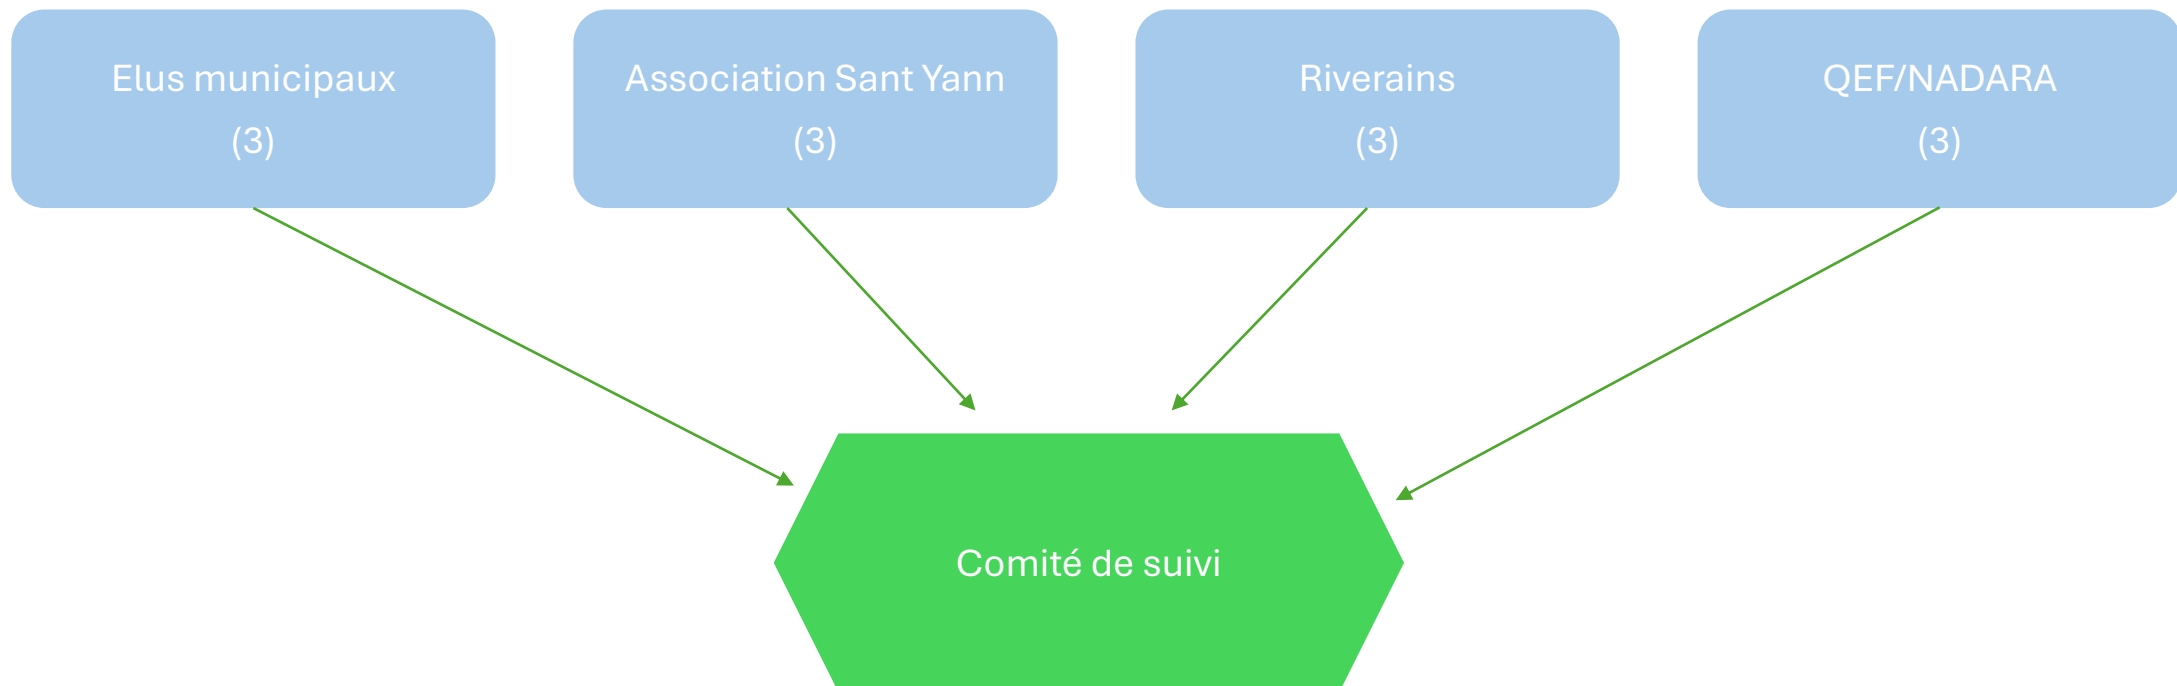 Elus municipaux
(3)
Association Sant Yann
(3)
Riverains
(3)
QEF/NADARA
(3)
Comité de suivi